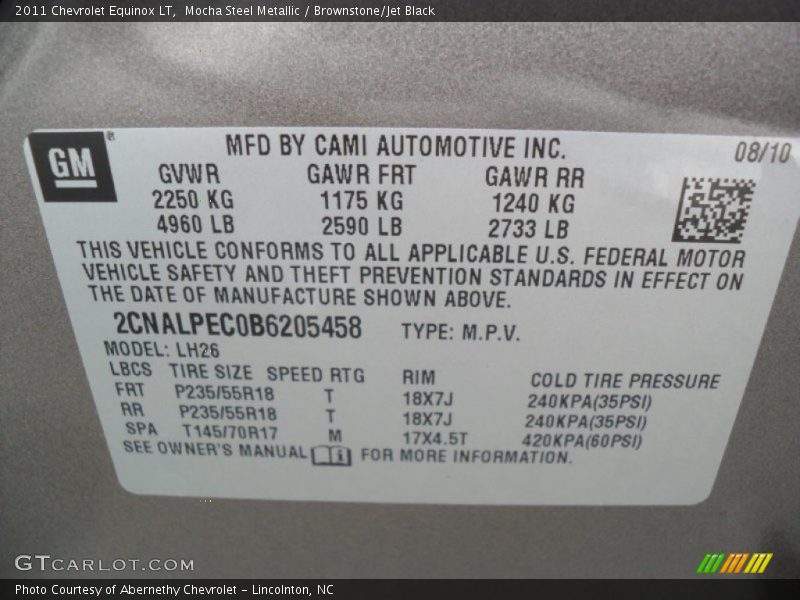 2011 Chevrolet Equinox LT, Mocha Steel Metallic / Brownstone/Jet Black
GM®
MFD BY CAMI AUTOMOTIVE INC. 08/10
GVWR GAWR FRT GAWR RR
2250 KG 1175 KG 1240 KG
4960 LB 2590 LB 2733 LB
THIS VEHICLE CONFORMS TO ALL APPLICABLE U.S. FEDERAL MOTOR
VEHICLE SAFETY AND THEFT PREVENTION STANDARDS IN EFFECT ON
THE DATE OF MANUFACTURE SHOWN ABOVE.
2CNALPEC0B6205458 TYPE: M.P.V.
MODEL: LH26
LBCS TIRE SIZE SPEED RTG RIM COLD TIRE PRESSURE
FRT P235/55R18 T 18X7J 240KPA(35PSI)
RR P235/55R18 T 18X7J 240KPA(35PSI)
SPA T145/70R17 M 17X4.5T 420KPA(60PSI)
SEE OWNER'S MANUAL i FOR MORE INFORMATION.
GTCARLOT.COM
Photo Courtesy of Abernethy Chevrolet - Lincolnton, NC